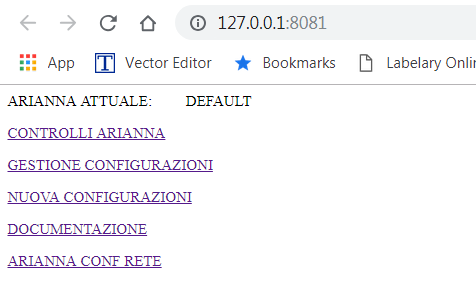 127.0.0.1:8081
App T Vector Editor Bookmarks Labelary Onlin
ARIANNA ATTUALE: DEFAULT
CONTROLLI ARIANNA
GESTIONE CONFIGURAZIONI
NUOVA CONFIGURAZIONI
DOCUMENTAZIONE
ARIANNA CONF RETE